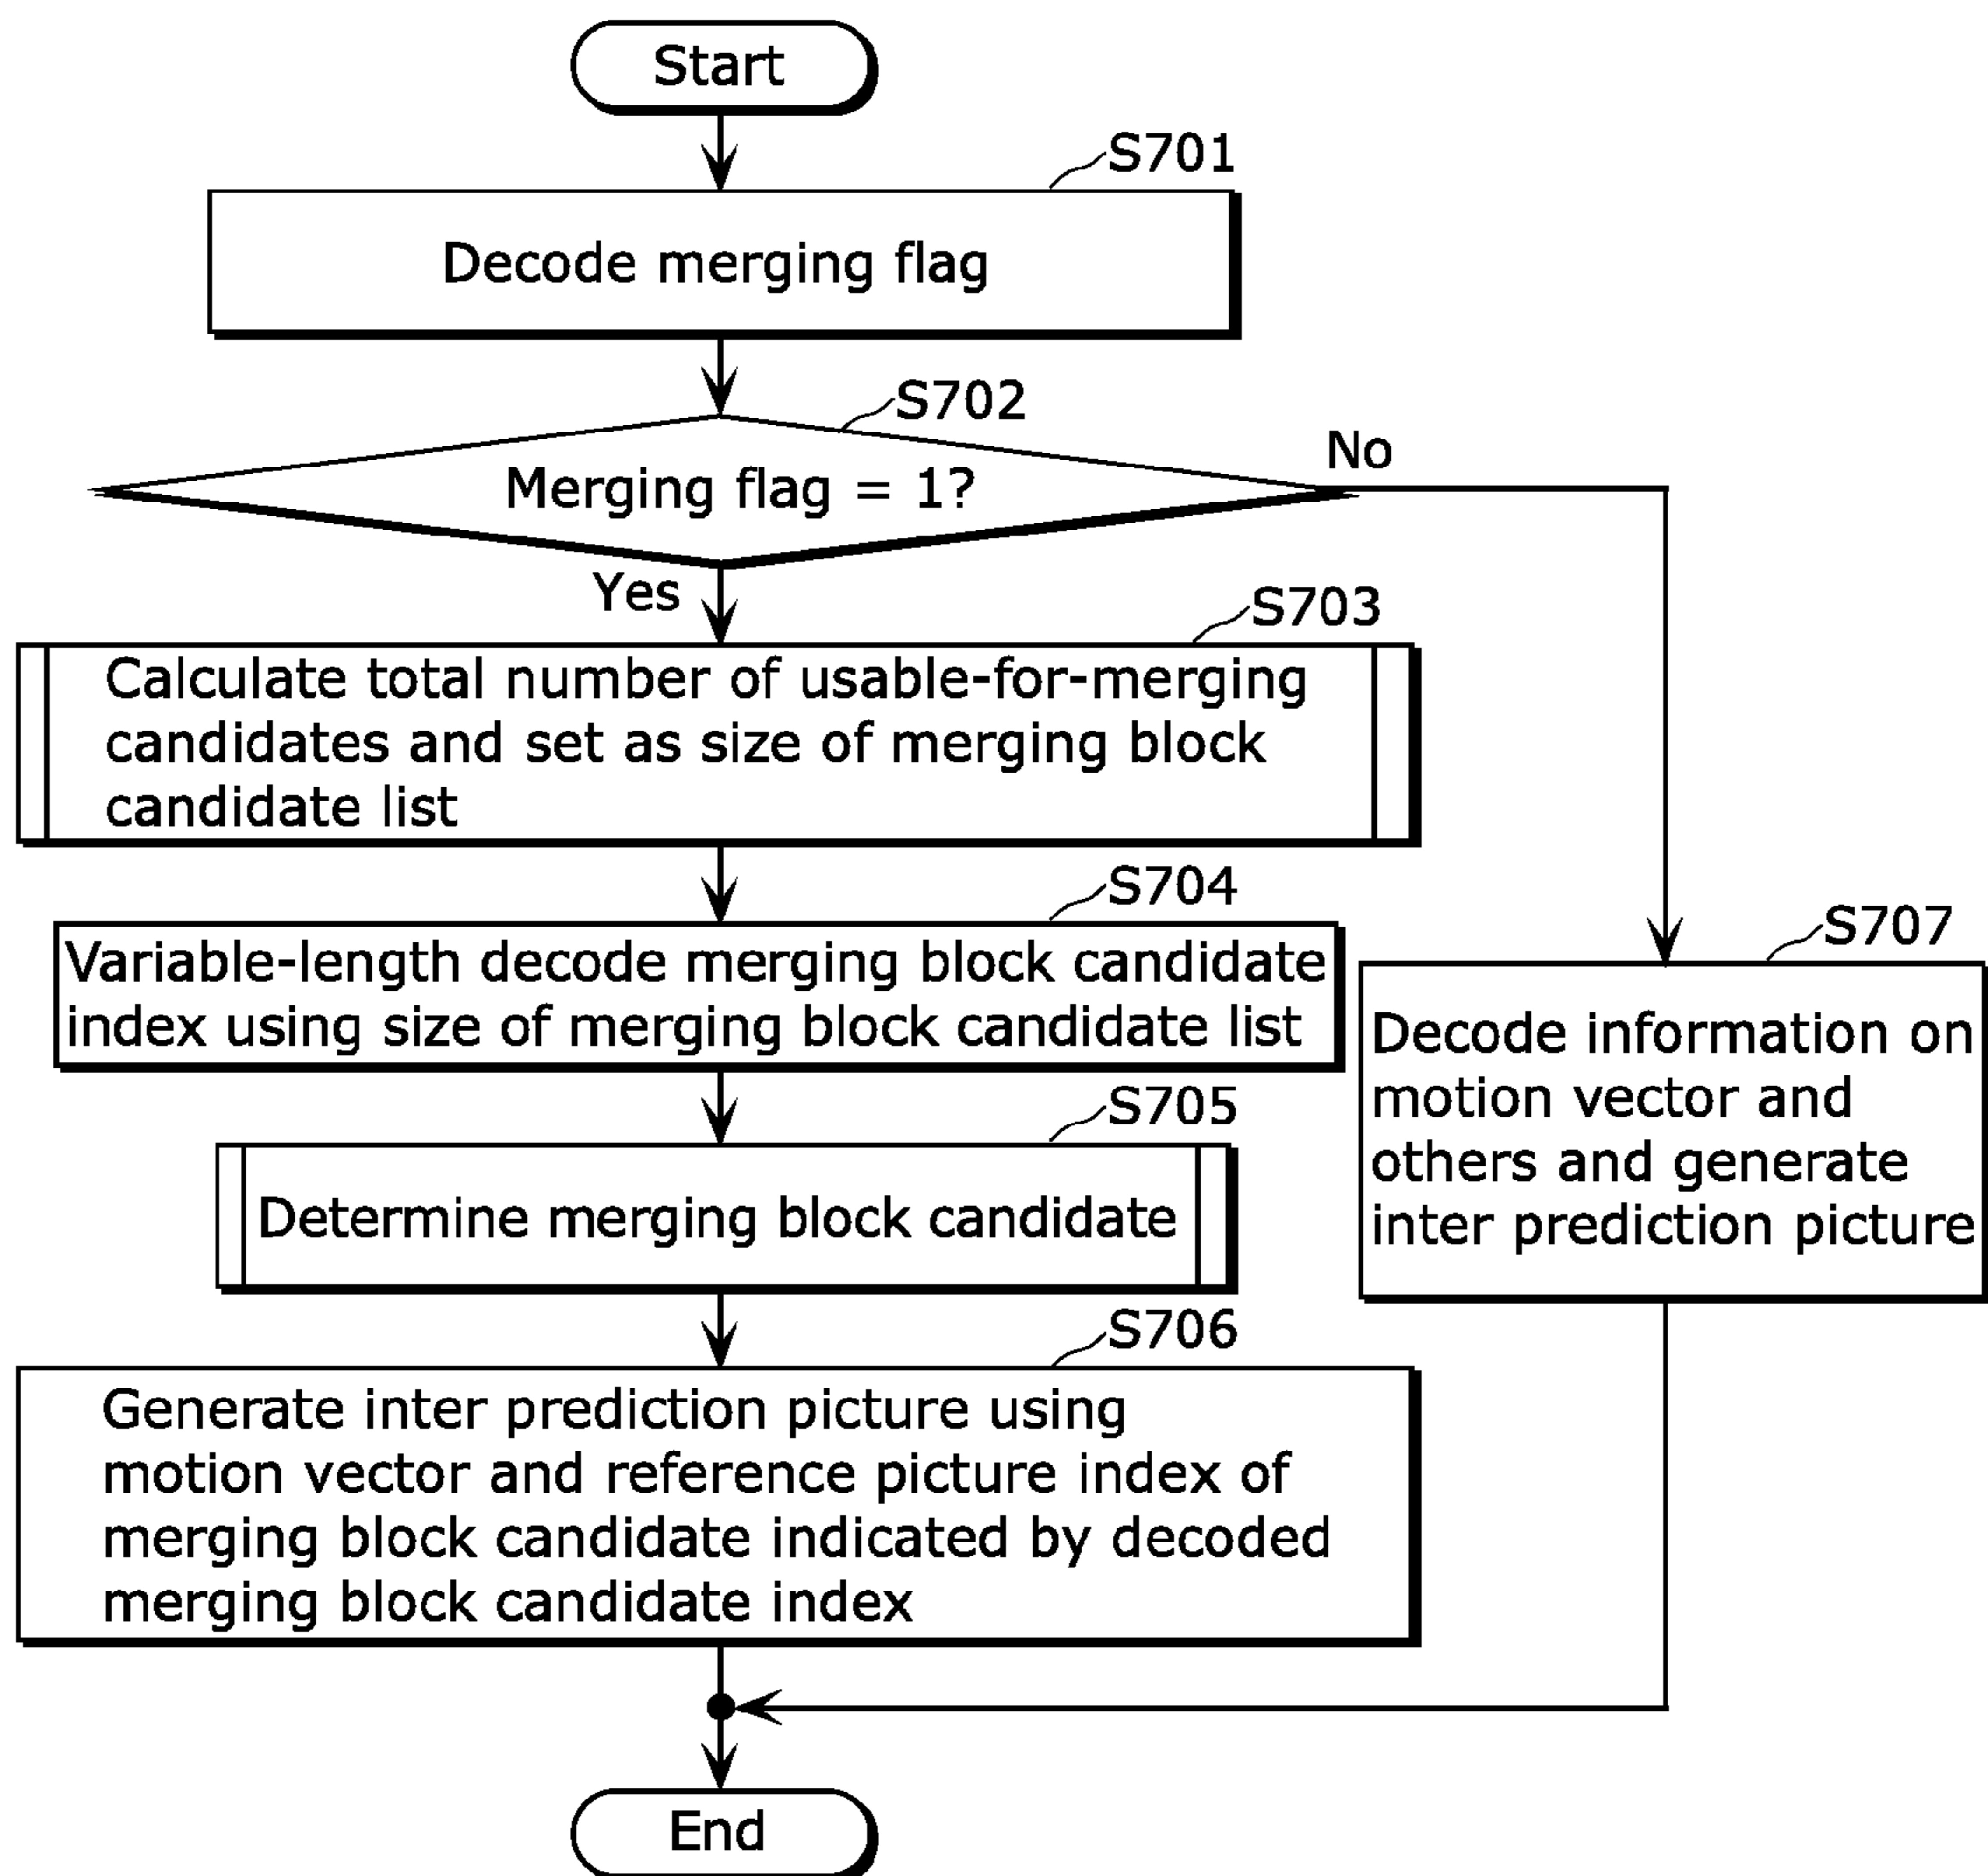 Start
S701
Decode merging flag
S702
Merging flag = 1?
No
Yes
S703
Calculate total number of usable-for-merging
candidates and set as size of merging block
candidate list
S704
Variable-length decode merging block candidate
index using size of merging block candidate list
S707
Decode information on
motion vector and
others and generate
inter prediction picture
S705
Determine merging block candidate
S706
Generate inter prediction picture using
motion vector and reference picture index of
merging block candidate indicated by decoded
merging block candidate index
End